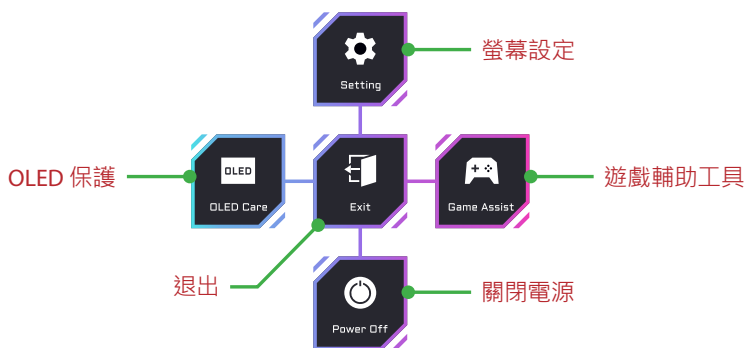 Setting
螢幕設定
OLED 保護
OLED
OLED Care
Exit
Game Assist
遊戲輔助工具
退出
Power Off
關閉電源